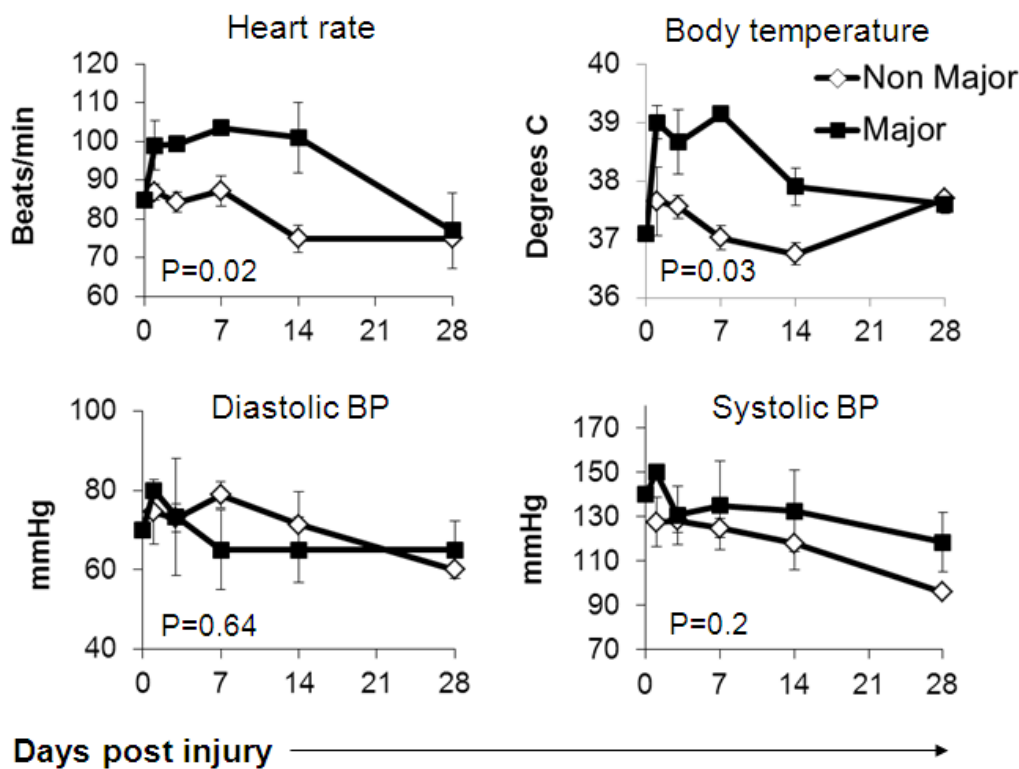 Heart rate
Beats/min
120
110
100
90
80
70
60
P=0.02
0 7 14 21 28
Body temperature
Degrees C
40
39
38
37
36
Non Major
Major
P=0.03
0 7 14 21 28
Diastolic BP
mmHg
100
80
60
40
P=0.64
0 7 14 21 28
Systolic BP
mmHg
170
150
130
110
90
70
P=0.2
0 7 14 21 28
Days post injury